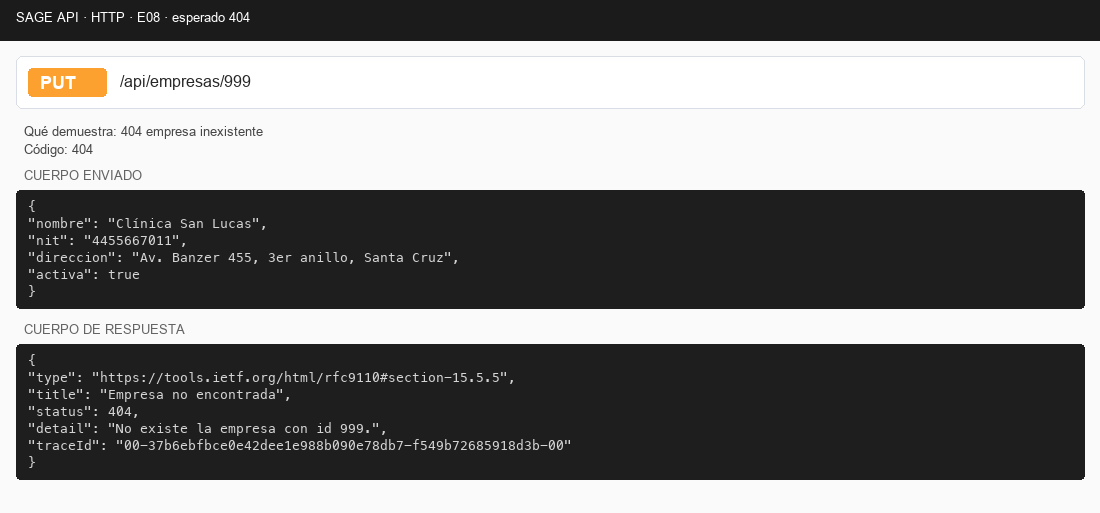 SAGE API · HTTP · E08 · esperado 404
PUT /api/empresas/999
Qué demuestra: 404 empresa inexistente
Código: 404
CUERPO ENVIADO
{
"nombre": "Clínica San Lucas",
"nit": "4455667011",
"direccion": "Av. Banzer 455, 3er anillo, Santa Cruz",
"activa": true
}
CUERPO DE RESPUESTA
{
"type": "https://tools.ietf.org/html/rfc9110#section-15.5.5",
"title": "Empresa no encontrada",
"status": 404,
"detail": "No existe la empresa con id 999.",
"traceId": "00-37b6ebfbce0e42dee1e988b090e78db7-f549b72685918d3b-00"
}